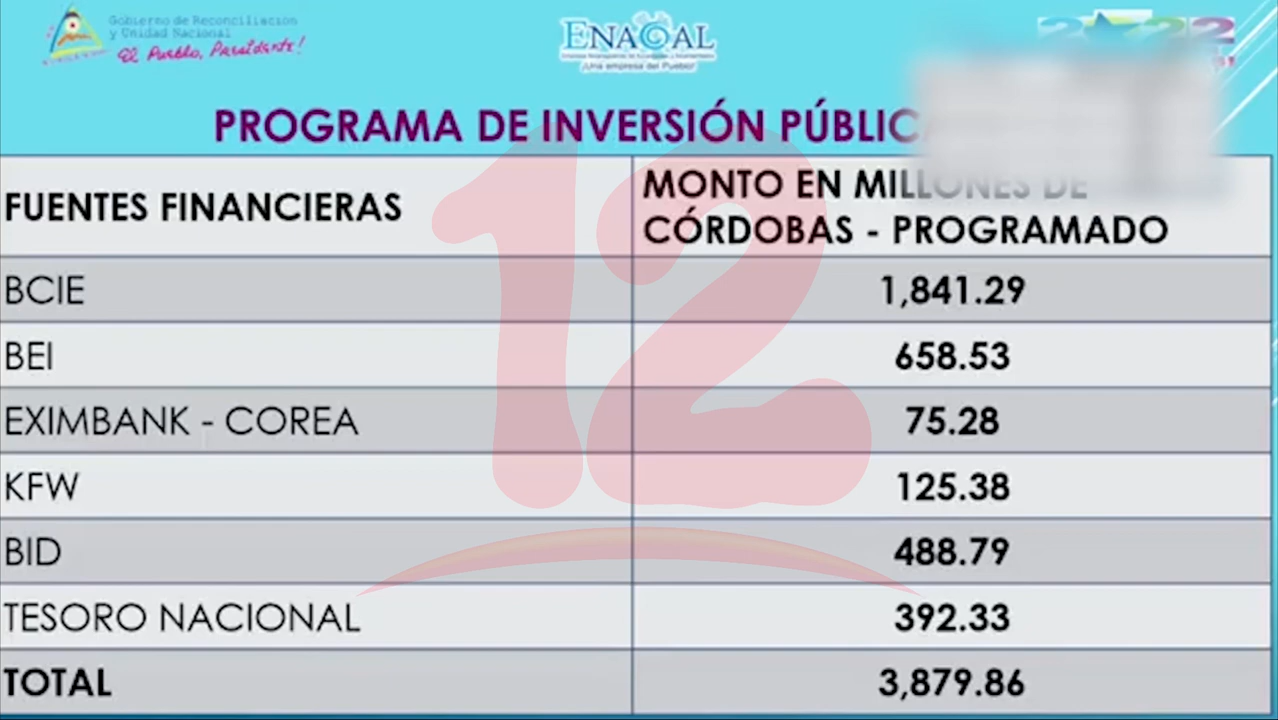 Gobierno de Reconciliación
y Unidad Nacional
El Pueblo, Presidente!
ENACAL
¡Una empresa del Pueblo!
2022
PROGRAMA DE INVERSIÓN
FUENTES FINANCIERAS
MONTO EN MILLONES DE
CÓRDOBAS - PROGRAMADO
BCIE 1,841.29
BEI 658.53
EXIMBANK - COREA 75.28
KFW 125.38
BID 488.79
TESORO NACIONAL 392.33
TOTAL 3,879.86
12